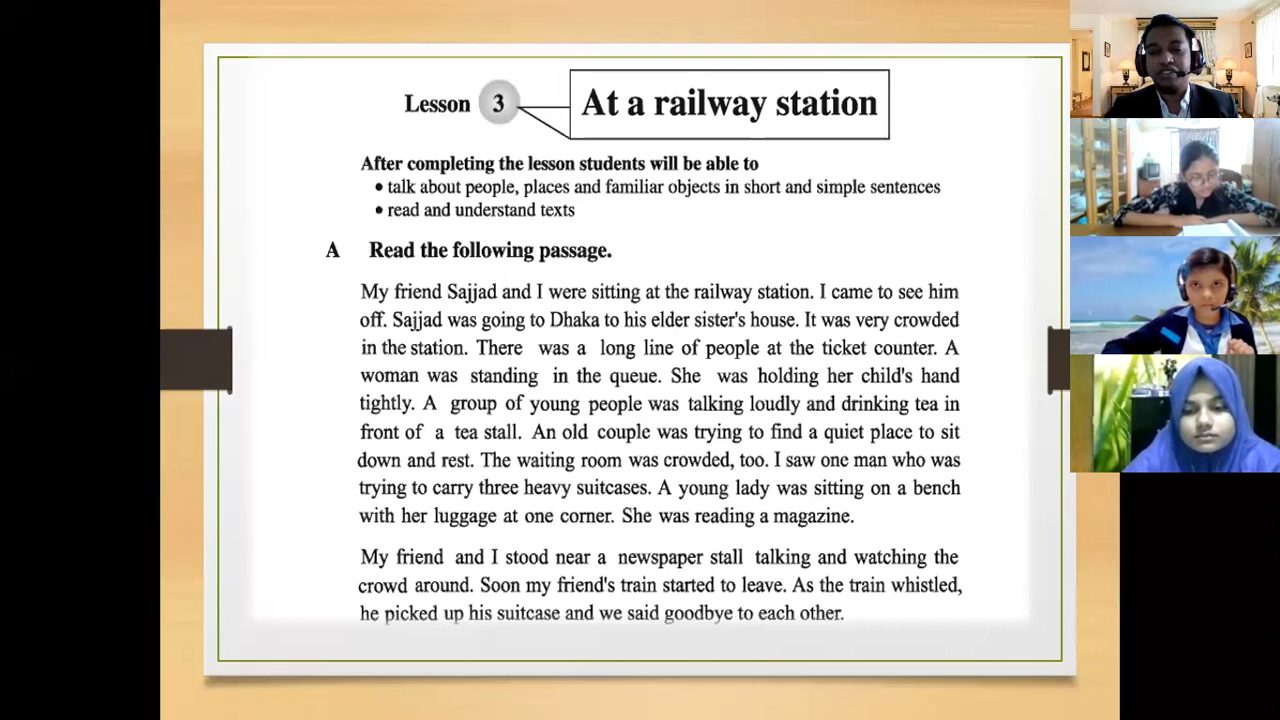 Lesson 3 At a railway station
After completing the lesson students will be able to
• talk about people, places and familiar objects in short and simple sentences
• read and understand texts
A Read the following passage.
My friend Sajjad and I were sitting at the railway station. I came to see him
off. Sajjad was going to Dhaka to his elder sister's house. It was very crowded
in the station. There was a long line of people at the ticket counter. A
woman was standing in the queue. She was holding her child's hand
tightly. A group of young people was talking loudly and drinking tea in
front of a tea stall. An old couple was trying to find a quiet place to sit
down and rest. The waiting room was crowded, too. I saw one man who was
trying to carry three heavy suitcases. A young lady was sitting on a bench
with her luggage at one corner. She was reading a magazine.
My friend and I stood near a newspaper stall talking and watching the
crowd around. Soon my friend's train started to leave. As the train whistled,
he picked up his suitcase and we said goodbye to each other.